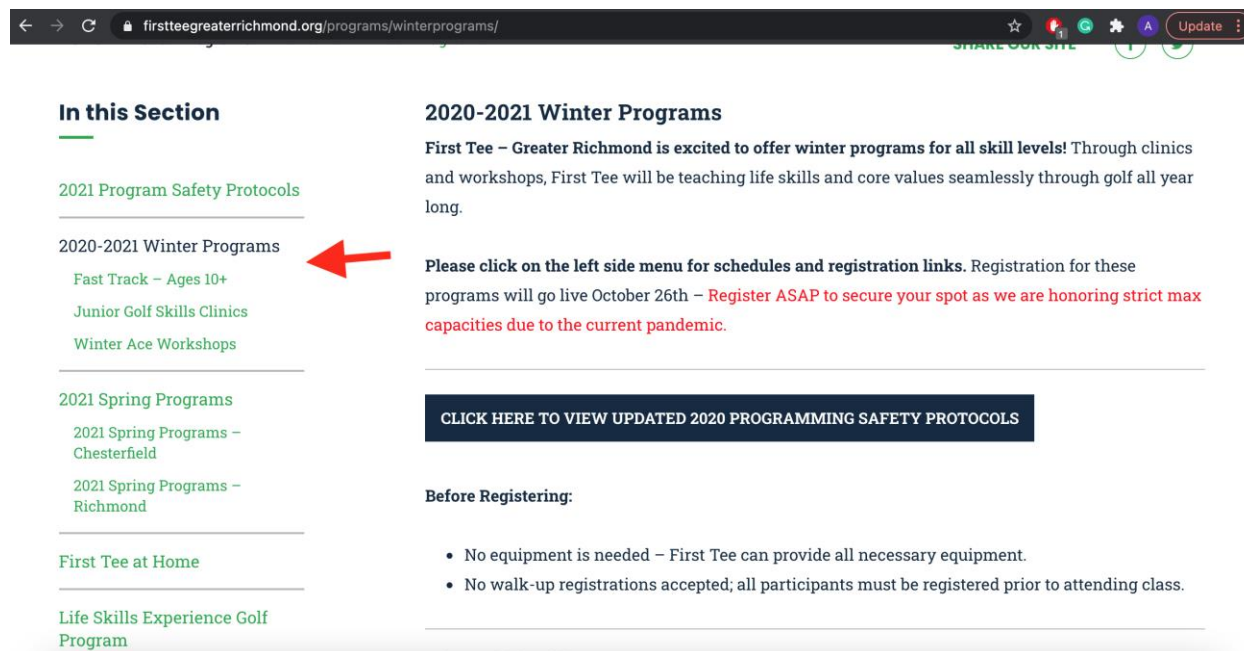 firstteegreaterrichmond.org/programs/winterprograms/
1
G
A
Update
SHARE OUR SITE
In this Section
2021 Program Safety Protocols
2020-2021 Winter Programs
Fast Track – Ages 10+
Junior Golf Skills Clinics
Winter Ace Workshops
2021 Spring Programs
2021 Spring Programs –
Chesterfield
2021 Spring Programs –
Richmond
First Tee at Home
Life Skills Experience Golf
Program
2020-2021 Winter Programs
First Tee – Greater Richmond is excited to offer winter programs for all skill levels! Through clinics
and workshops, First Tee will be teaching life skills and core values seamlessly through golf all year
long.
Please click on the left side menu for schedules and registration links. Registration for these
programs will go live October 26th – Register ASAP to secure your spot as we are honoring strict max
capacities due to the current pandemic.
CLICK HERE TO VIEW UPDATED 2020 PROGRAMMING SAFETY PROTOCOLS
Before Registering:
• No equipment is needed – First Tee can provide all necessary equipment.
• No walk-up registrations accepted; all participants must be registered prior to attending class.